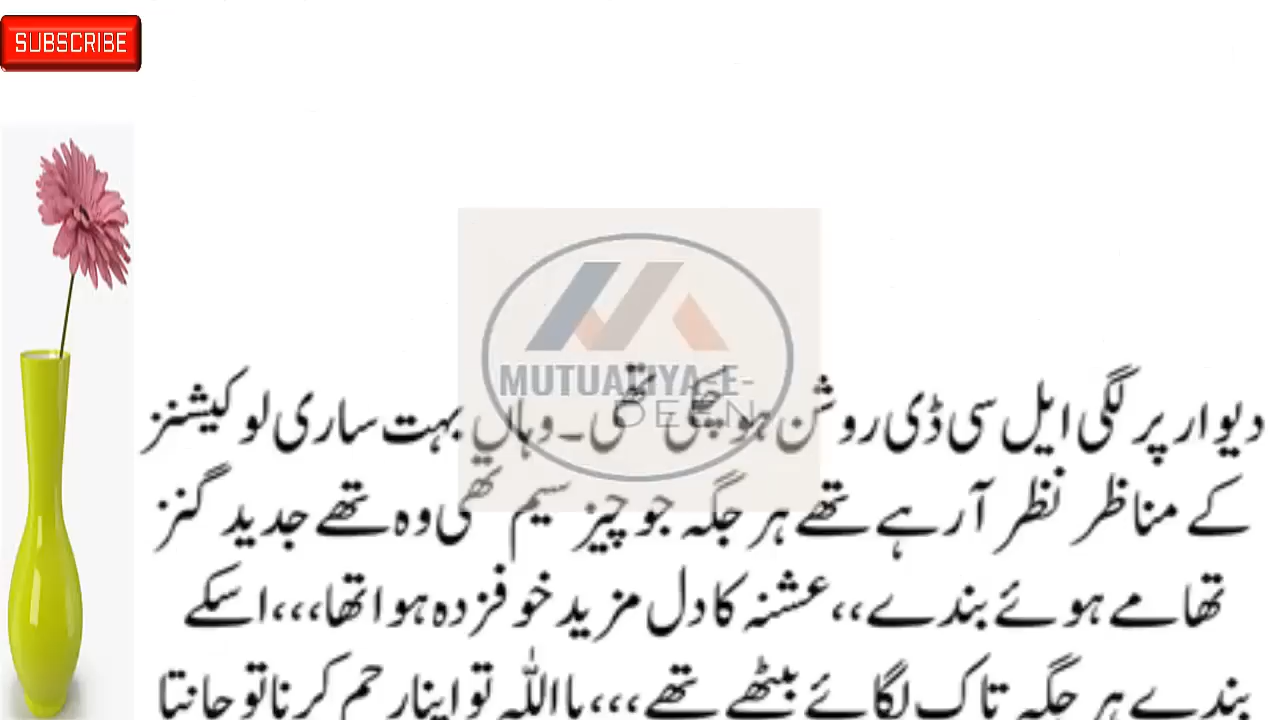 SUBSCRIBE
MUTUALIYA-E-
DEEN
دیوار پر لگی ایل سی ڈی روشن ہو چکی تھی۔ وہاں بہت ساری لوکیشنز
کے مناظر نظر آرہے تھے ہر جگہ جو چیز سیم تھی وہ تھے جدید گنز
تھامے ہوئے بندے،، عشنہ کا دل مزید خوفزدہ ہوا تھا،،، اسکے
بندے ہر جگہ تاک لگائے بیٹھے تھے،،، یا اللہ تو اپنا رحم کرنا تو جانتا